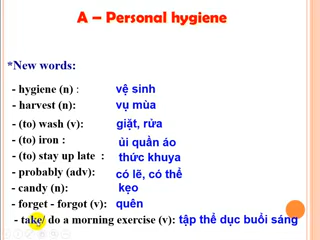 A – Personal hygiene
*New words:
- hygiene (n) : vệ sinh
- harvest (n): vụ mùa
- (to) wash (v): giặt, rửa
- (to) iron : ủi quần áo
- (to) stay up late : thức khuya
- probably (adv): có lẽ, có thể
- candy (n): kẹo
- forget - forgot (v): quên
- take/ do a morning exercise (v): tập thể dục buổi sáng